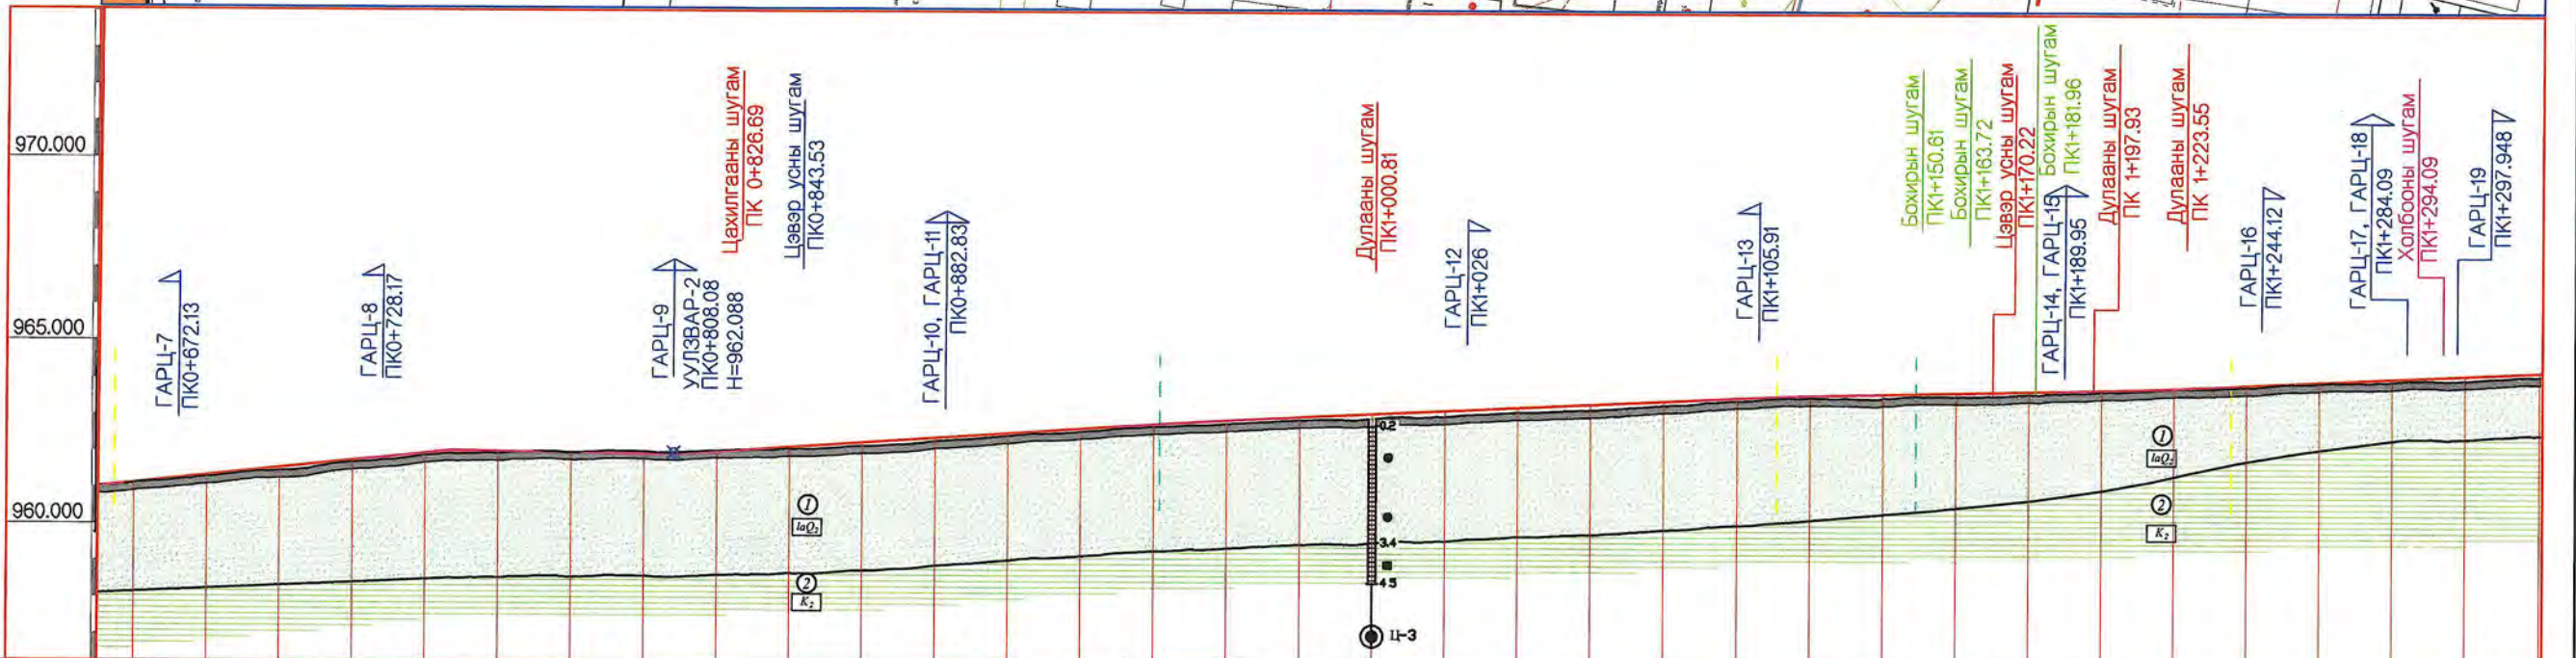 970.000
965.000
960.000
ГАРЦ-7
ПК0+672.13
ГАРЦ-8
ПК0+728.17
ГАРЦ-9
УУЛЗВАР-2
ПК0+808.08
H=962.088
Цахилгааны шугам
ПК 0+826.69
Цэвэр усны шугам
ПК0+843.53
ГАРЦ-10, ГАРЦ-11
ПК0+882.83
Дулааны шугам
ПК1+000.81
ГАРЦ-12
ПК1+026
ГАРЦ-13
ПК1+105.91
Бохирын шугам
ПК1+150.61
Бохирын шугам
ПК1+163.72
Цэвэр усны шугам
ПК1+170.22
Бохирын шугам
ПК1+181.96
ГАРЦ-14, ГАРЦ-15
ПК1+189.95
Дулааны шугам
ПК 1+197.93
Дулааны шугам
ПК 1+223.55
ГАРЦ-16
ПК1+244.12
ГАРЦ-17, ГАРЦ-18
ПК1+284.09
Холбооны шугам
ПК1+294.09
ГАРЦ-19
ПК1+297.948
1
laQ₂
2
K₂
0.2
3.4
4.5
Ц-3
1
laQ₂
2
K₂